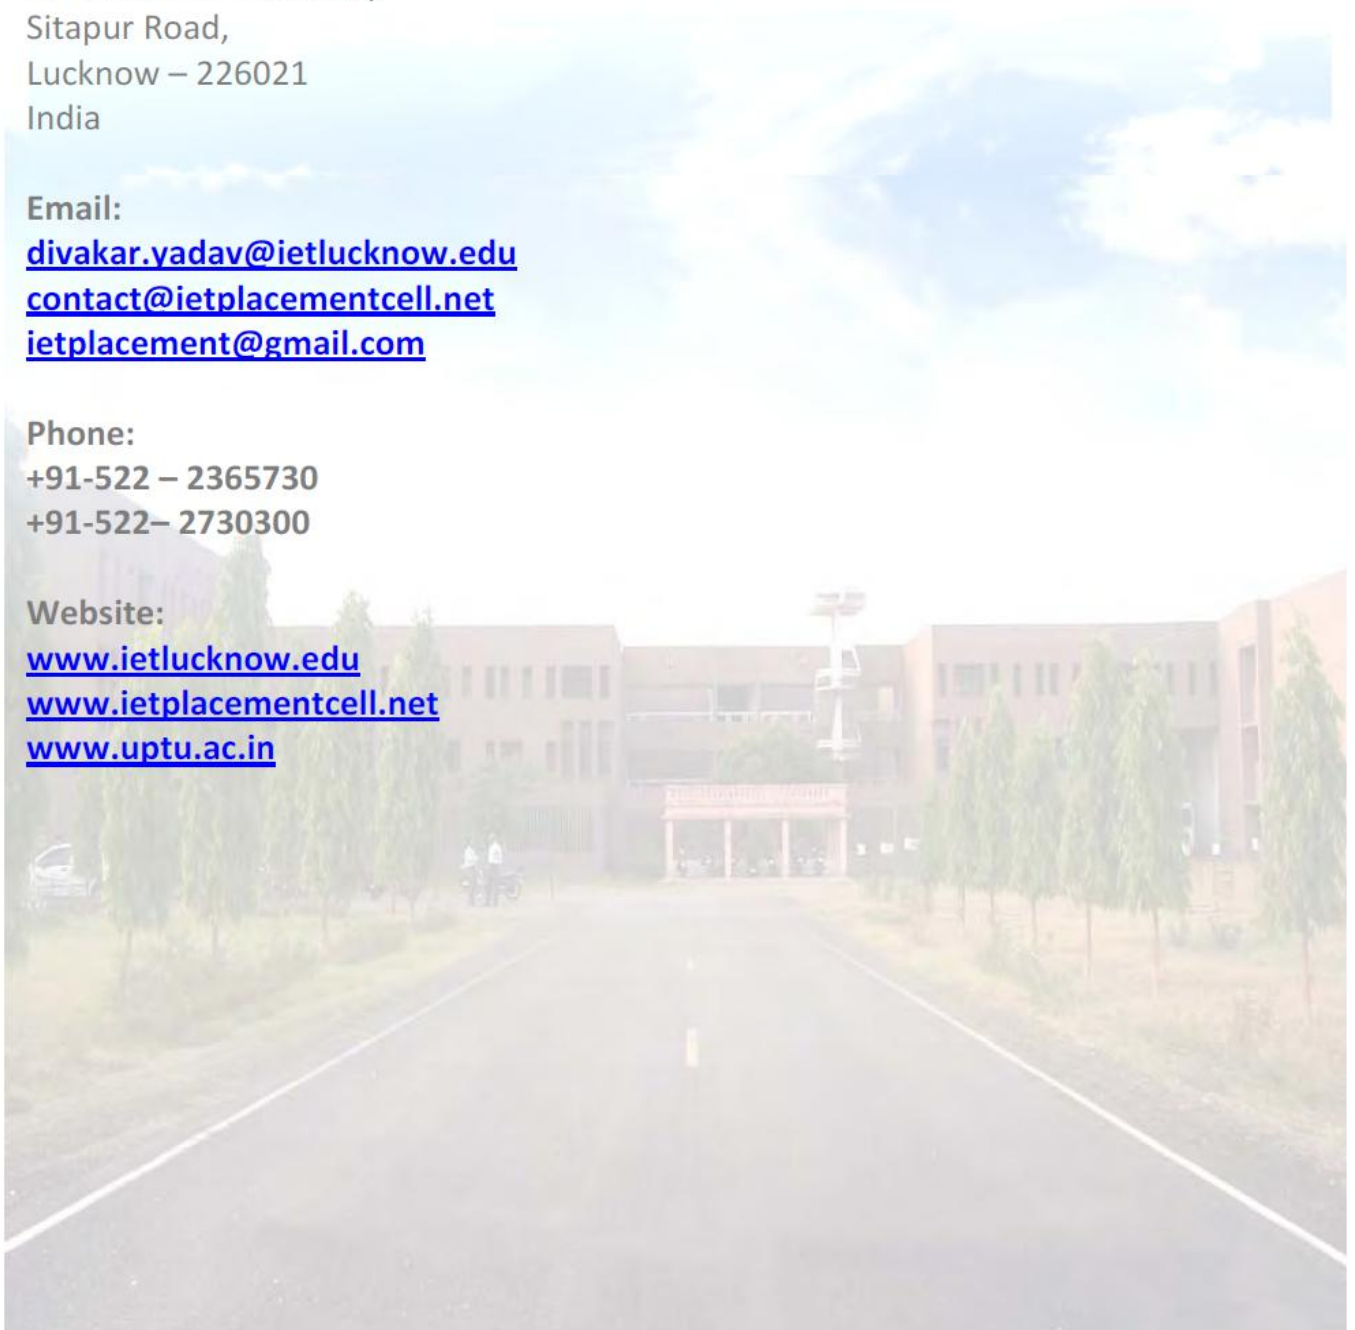 Sitapur Road,
Lucknow – 226021
India
Email:
divakar.yadav@ietlucknow.edu
contact@ietplacementcell.net
ietplacement@gmail.com
Phone:
+91-522 – 2365730
+91-522– 2730300
Website:
www.ietlucknow.edu
www.ietplacementcell.net
www.uptu.ac.in